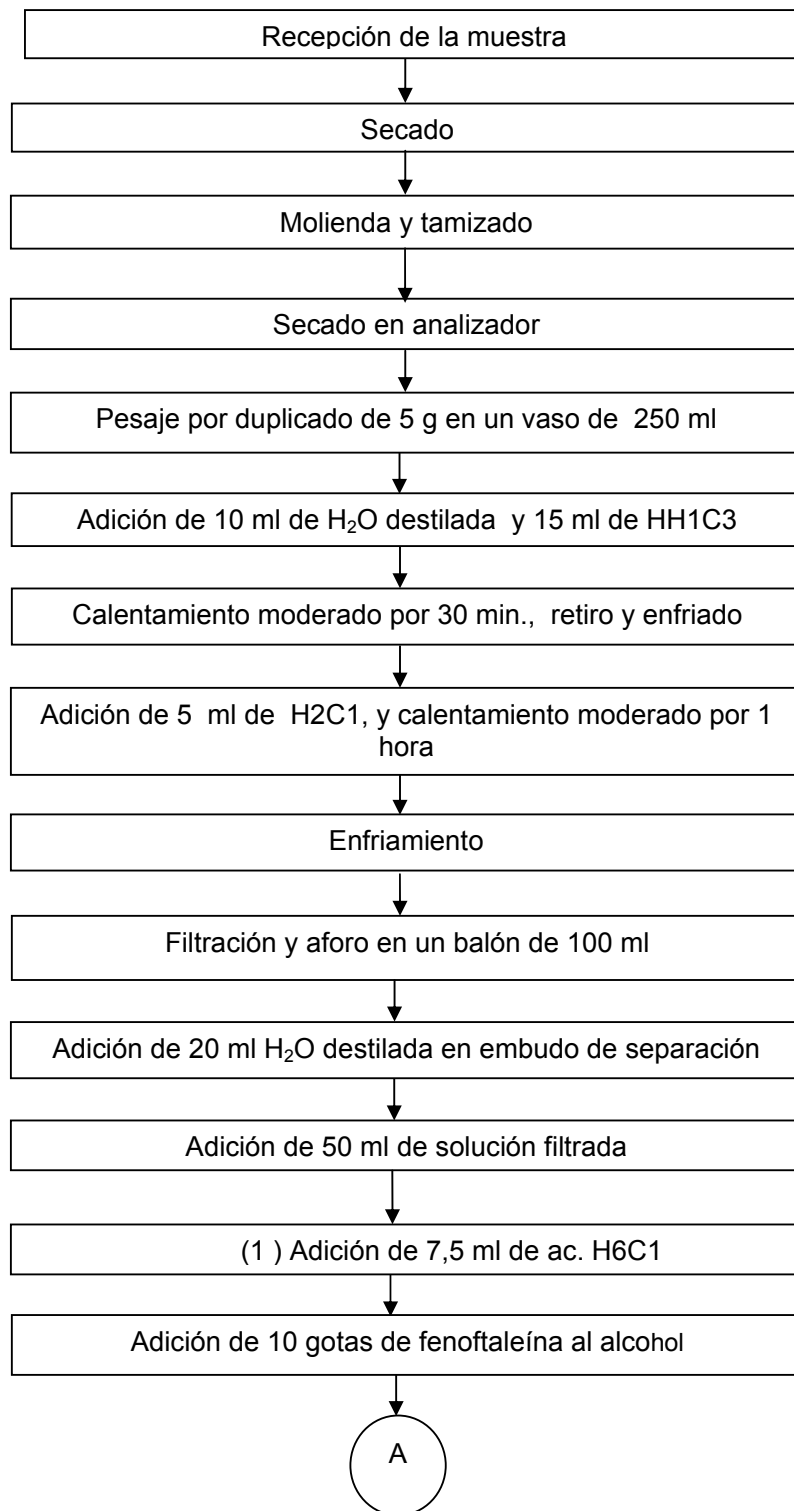 Recepción de la muestra
Secado
Molienda y tamizado
Secado en analizador
Pesaje por duplicado de 5 g en un vaso de 250 ml
Adición de 10 ml de H₂O destilada y 15 ml de HH1C3
Calentamiento moderado por 30 min., retiro y enfriado
Adición de 5 ml de H2C1, y calentamiento moderado por 1
hora
Enfriamiento
Filtración y aforo en un balón de 100 ml
Adición de 20 ml H₂O destilada en embudo de separación
Adición de 50 ml de solución filtrada
(1 ) Adición de 7,5 ml de ac. H6C1
Adición de 10 gotas de fenoftaleína al alcohol
A